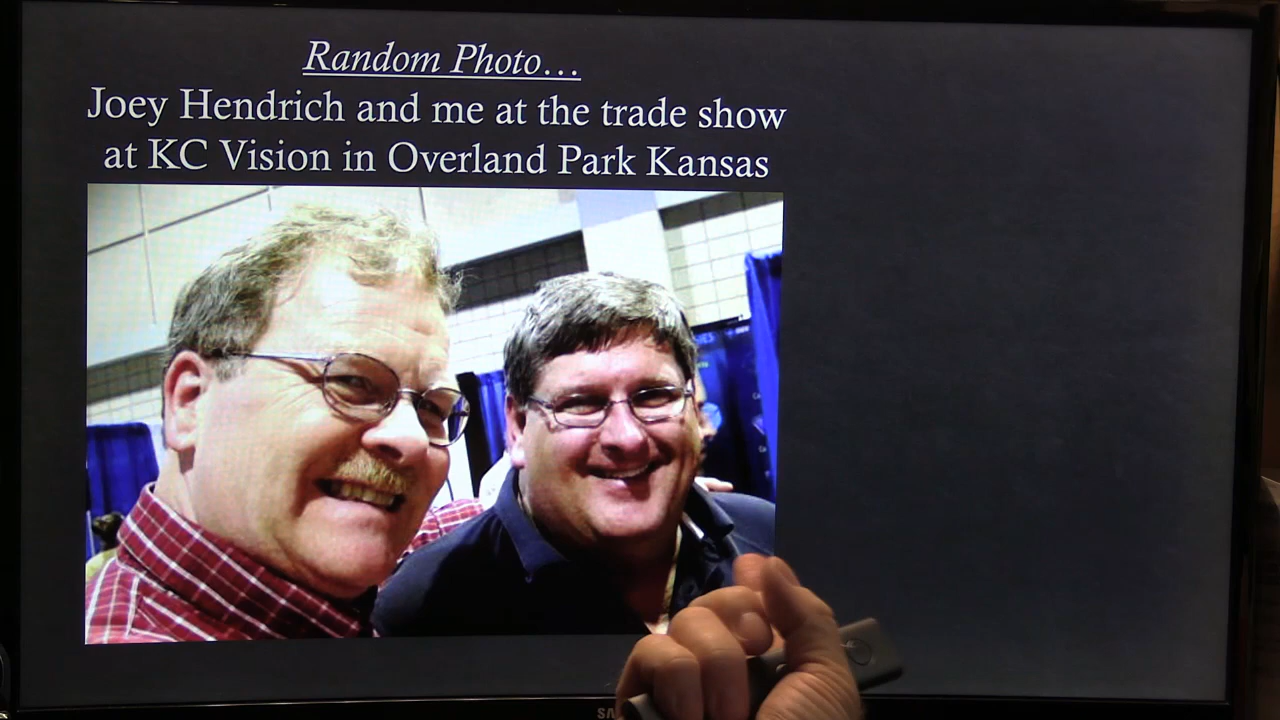 Random Photo...
Joey Hendrich and me at the trade show
at KC Vision in Overland Park Kansas